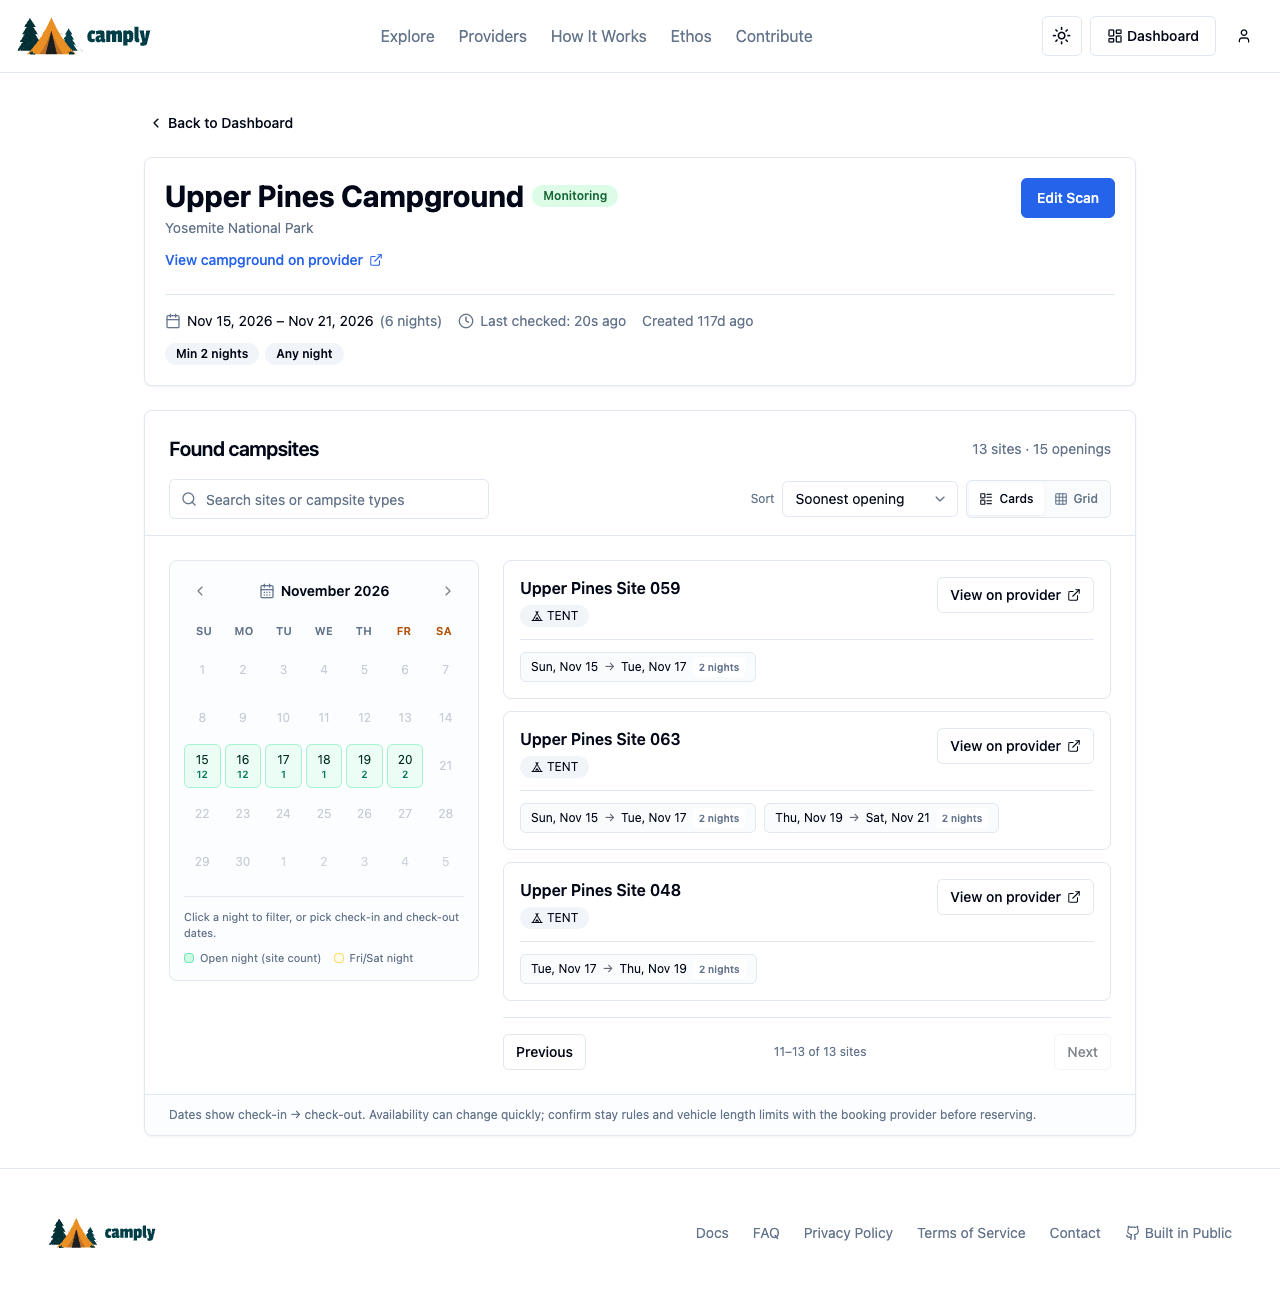 camply
Explore Providers How It Works Ethos Contribute
Dashboard
Back to Dashboard
Upper Pines Campground Monitoring
Edit Scan
Yosemite National Park
View campground on provider
Nov 15, 2026 – Nov 21, 2026 (6 nights) Last checked: 20s ago Created 117d ago
Min 2 nights Any night
Found campsites
13 sites · 15 openings
Search sites or campsite types
Sort Soonest opening Cards Grid
November 2026
SU MO TU WE TH FR SA
1 2 3 4 5 6 7
8 9 10 11 12 13 14
15 16 17 18 19 20 21
12 12 1 1 2 2
22 23 24 25 26 27 28
29 30 1 2 3 4 5
Click a night to filter, or pick check-in and check-out
dates.
Open night (site count) Fri/Sat night
Upper Pines Site 059
View on provider
TENT
Sun, Nov 15 → Tue, Nov 17 2 nights
Upper Pines Site 063
View on provider
TENT
Sun, Nov 15 → Tue, Nov 17 2 nights Thu, Nov 19 → Sat, Nov 21 2 nights
Upper Pines Site 048
View on provider
TENT
Tue, Nov 17 → Thu, Nov 19 2 nights
Previous 11–13 of 13 sites Next
Dates show check-in → check-out. Availability can change quickly; confirm stay rules and vehicle length limits with the booking provider before reserving.
camply
Docs FAQ Privacy Policy Terms of Service Contact Built in Public